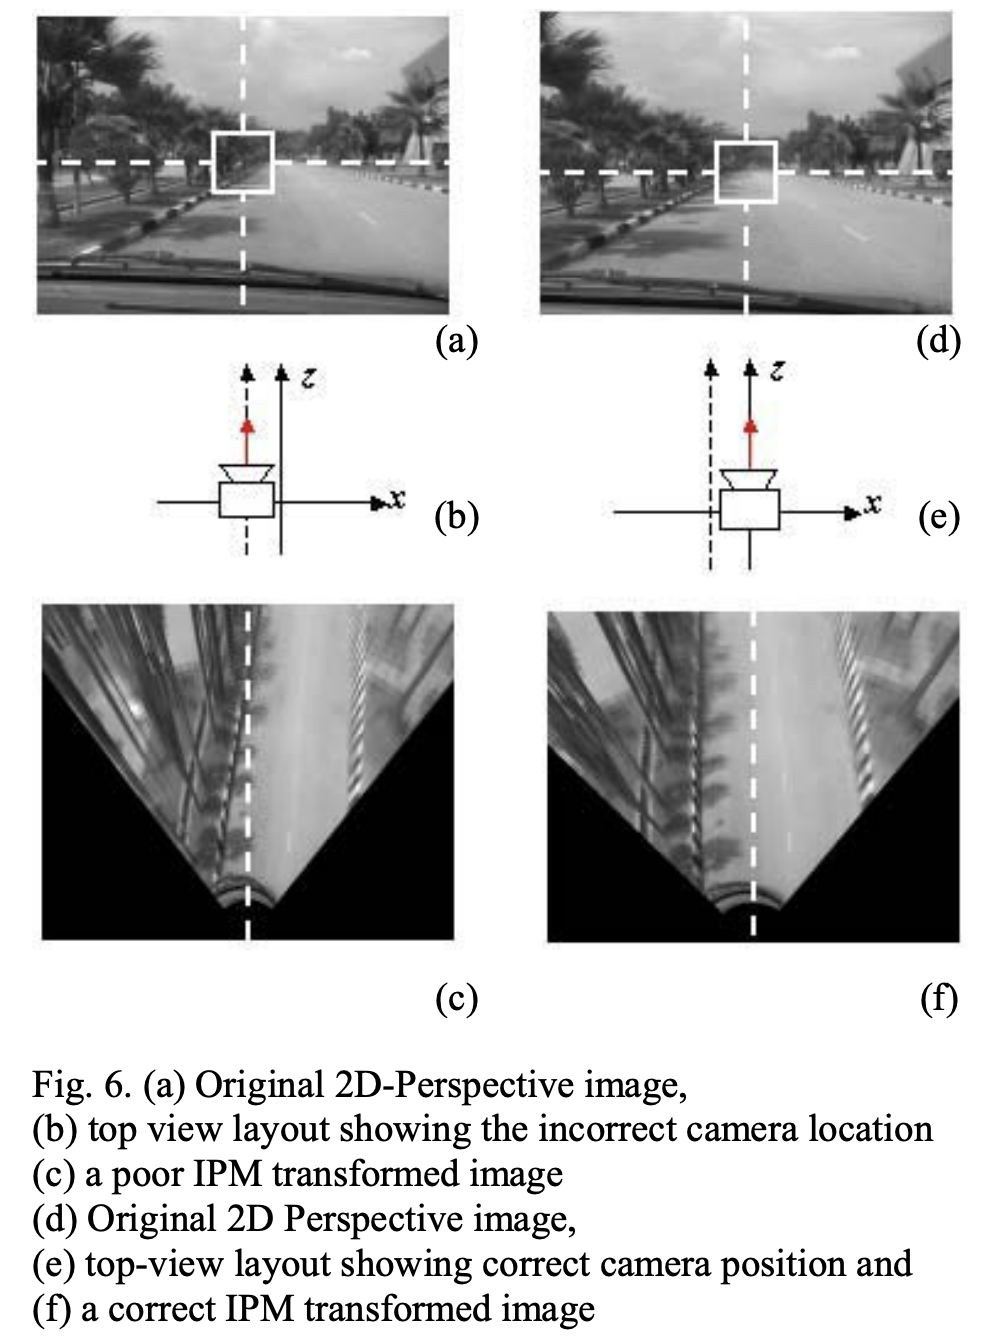 (a)
(d)
z
x
(b)
z
x
(e)
(c)
(f)
Fig. 6. (a) Original 2D-Perspective image,
(b) top view layout showing the incorrect camera location
(c) a poor IPM transformed image
(d) Original 2D Perspective image,
(e) top-view layout showing correct camera position and
(f) a correct IPM transformed image